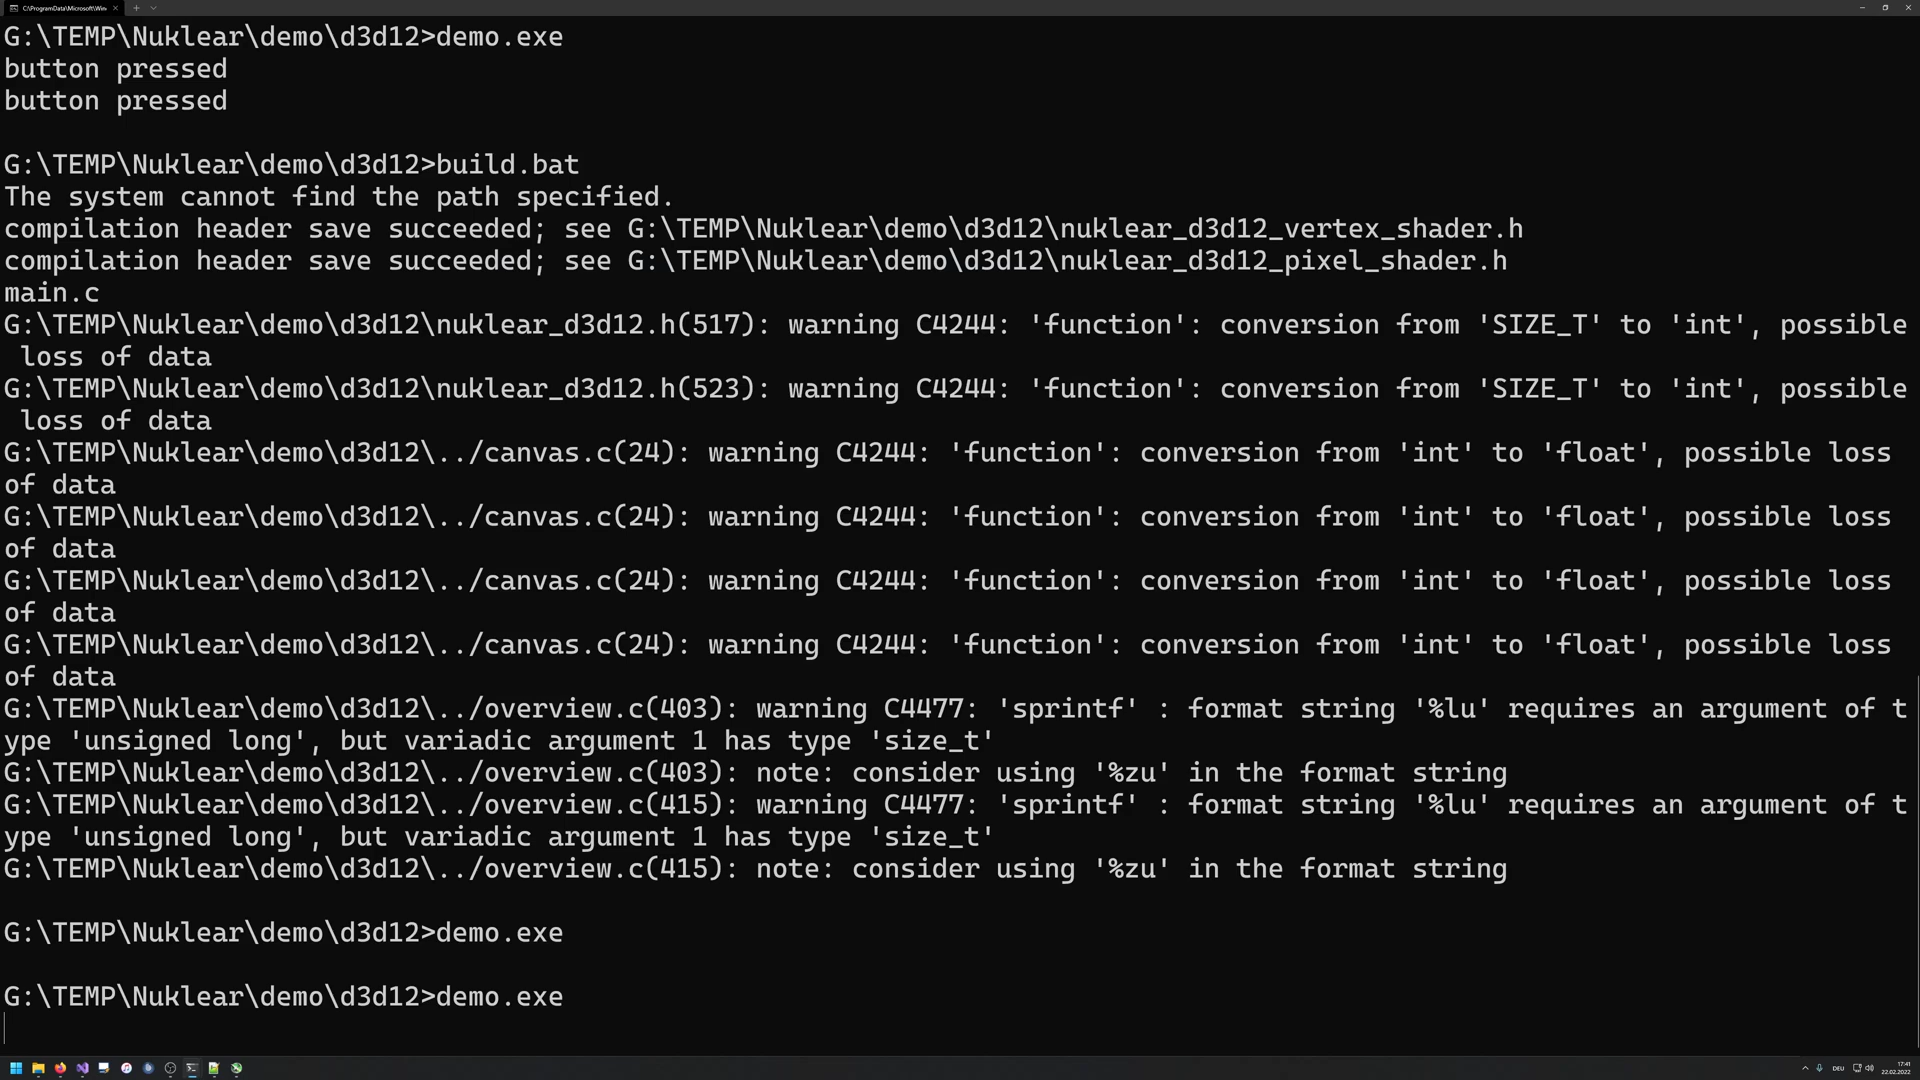 C:\ProgramData\Microsoft\Win
G:\TEMP\Nuklear\demo\d3d12>demo.exe
button pressed
button pressed
G:\TEMP\Nuklear\demo\d3d12>build.bat
The system cannot find the path specified.
compilation header save succeeded; see G:\TEMP\Nuklear\demo\d3d12\nuklear_d3d12_vertex_shader.h
compilation header save succeeded; see G:\TEMP\Nuklear\demo\d3d12\nuklear_d3d12_pixel_shader.h
main.c
G:\TEMP\Nuklear\demo\d3d12\nuklear_d3d12.h(517): warning C4244: 'function': conversion from 'SIZE_T' to 'int', possible
 loss of data
G:\TEMP\Nuklear\demo\d3d12\nuklear_d3d12.h(523): warning C4244: 'function': conversion from 'SIZE_T' to 'int', possible
 loss of data
G:\TEMP\Nuklear\demo\d3d12\../canvas.c(24): warning C4244: 'function': conversion from 'int' to 'float', possible loss
of data
G:\TEMP\Nuklear\demo\d3d12\../canvas.c(24): warning C4244: 'function': conversion from 'int' to 'float', possible loss
of data
G:\TEMP\Nuklear\demo\d3d12\../canvas.c(24): warning C4244: 'function': conversion from 'int' to 'float', possible loss
of data
G:\TEMP\Nuklear\demo\d3d12\../canvas.c(24): warning C4244: 'function': conversion from 'int' to 'float', possible loss
of data
G:\TEMP\Nuklear\demo\d3d12\../overview.c(403): warning C4477: 'sprintf' : format string '%lu' requires an argument of t
ype 'unsigned long', but variadic argument 1 has type 'size_t'
G:\TEMP\Nuklear\demo\d3d12\../overview.c(403): note: consider using '%zu' in the format string
G:\TEMP\Nuklear\demo\d3d12\../overview.c(415): warning C4477: 'sprintf' : format string '%lu' requires an argument of t
ype 'unsigned long', but variadic argument 1 has type 'size_t'
G:\TEMP\Nuklear\demo\d3d12\../overview.c(415): note: consider using '%zu' in the format string
G:\TEMP\Nuklear\demo\d3d12>demo.exe
G:\TEMP\Nuklear\demo\d3d12>demo.exe
DEU
17:41
22.02.2022